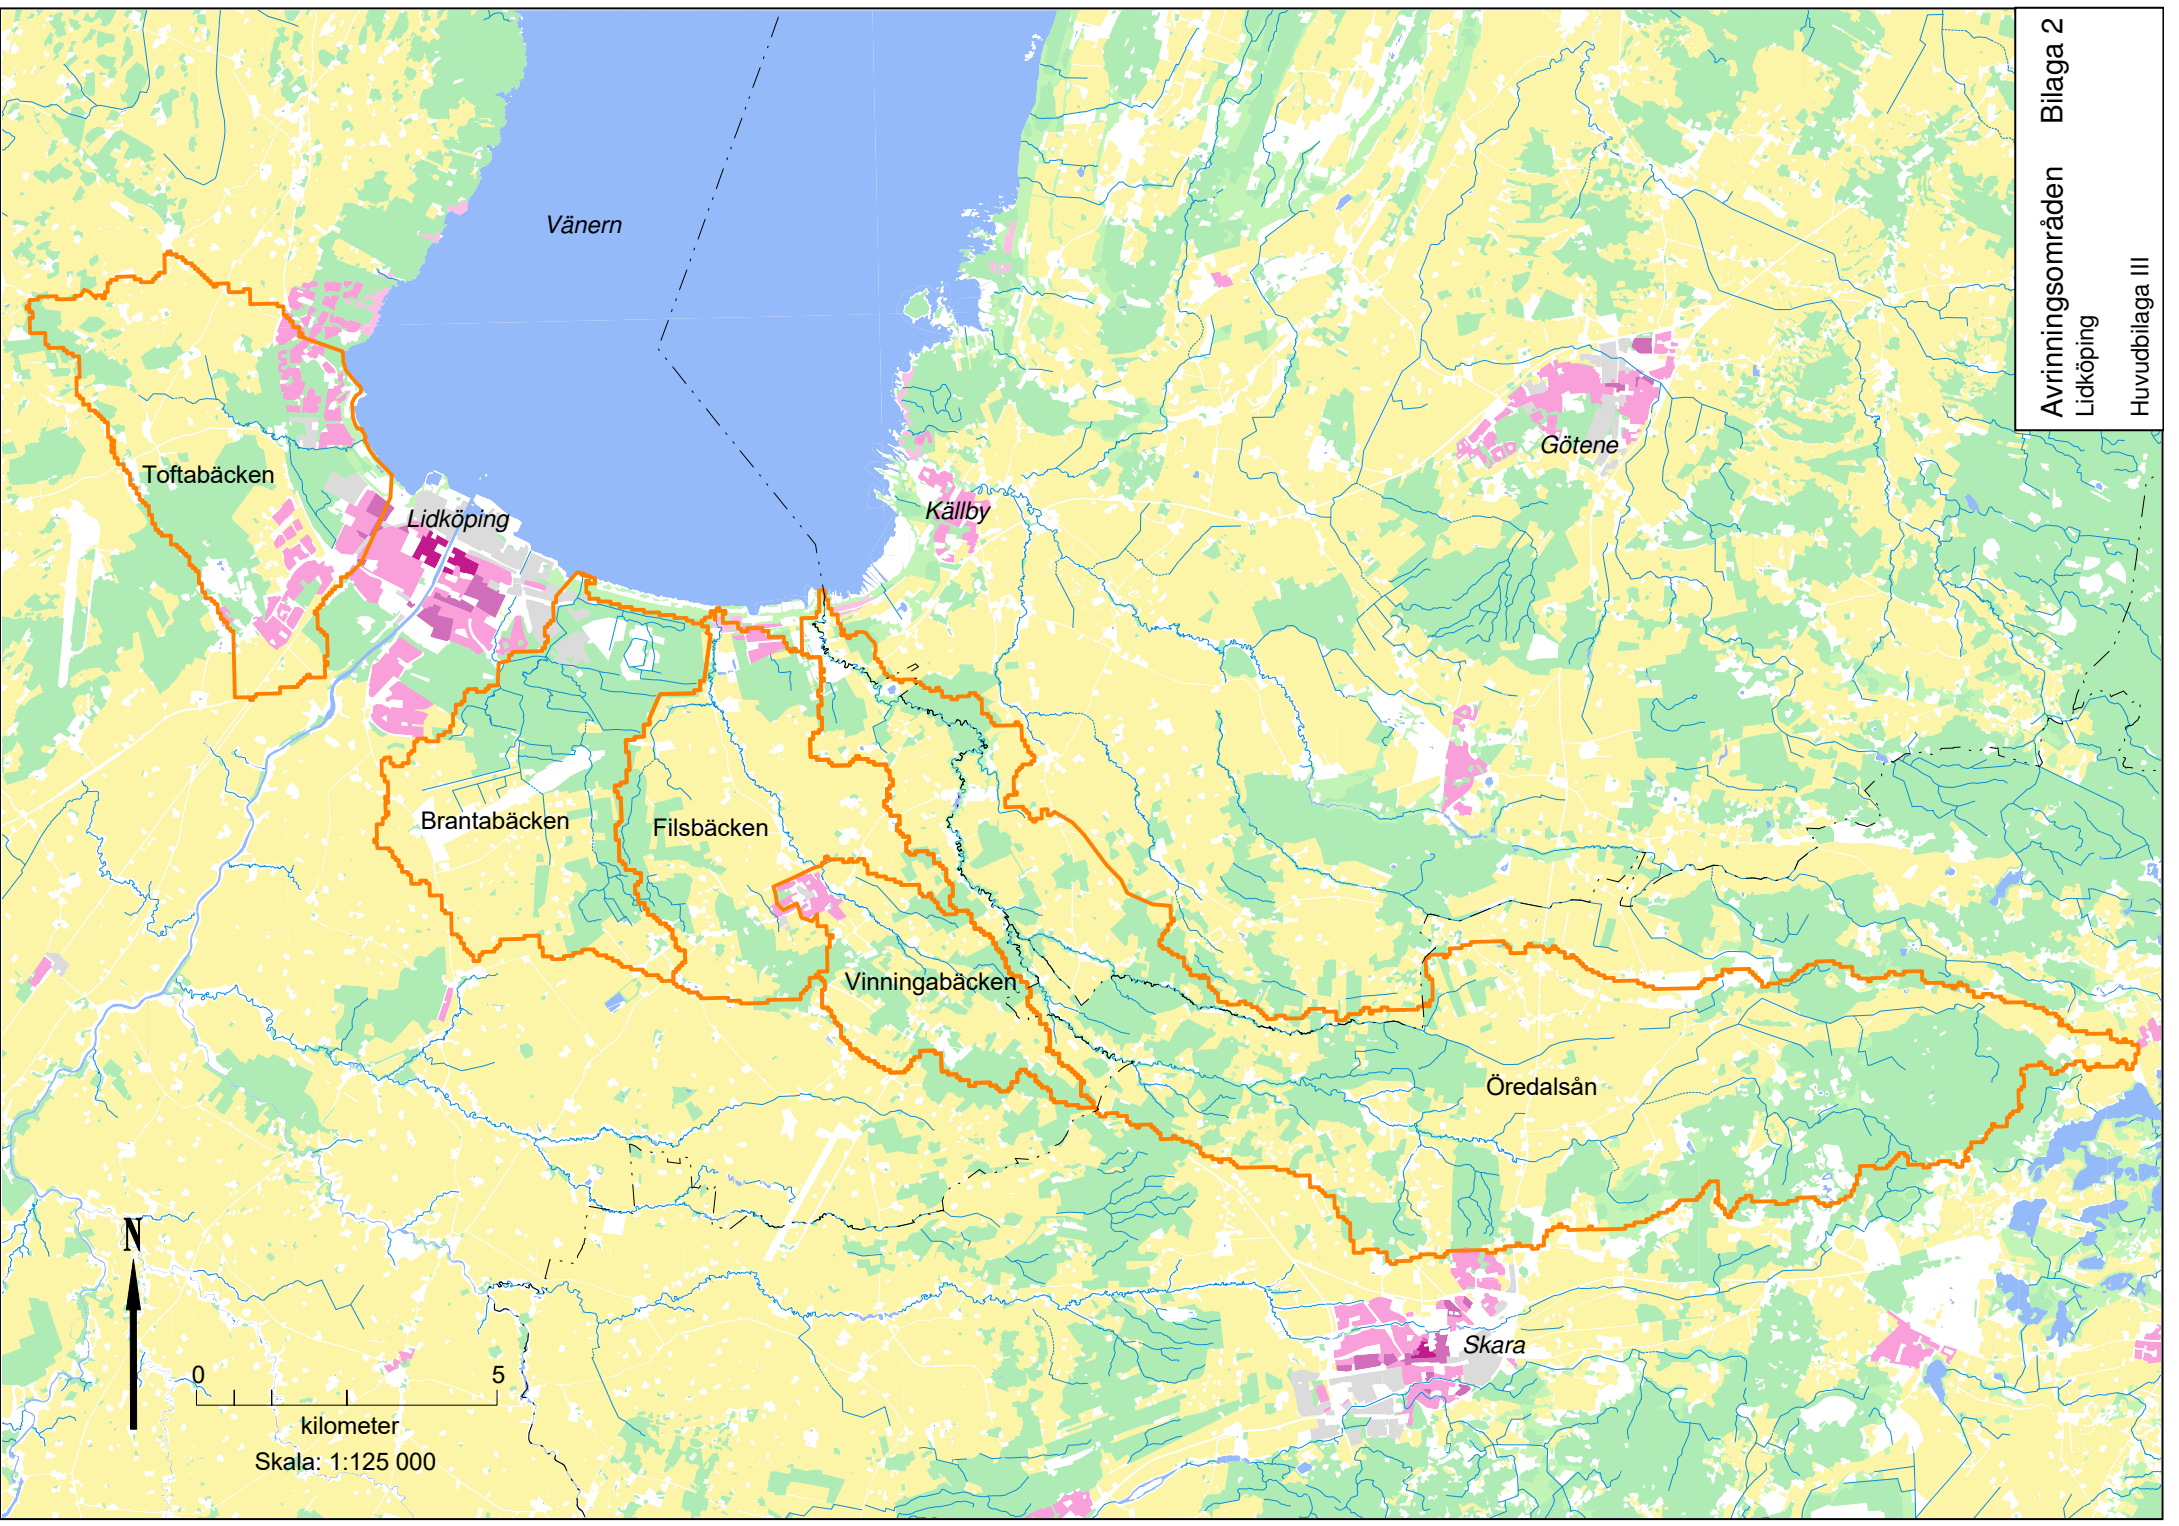 Avrinningsområden Bilaga 2
Lidköping
Huvudbilaga III
Vänern
Götene
Toftabäcken
Lidköping
Källby
Brantabäcken
Filsbäcken
Vinningabäcken
Öredalsån
Skara
N
0 5
kilometer
Skala: 1:125 000